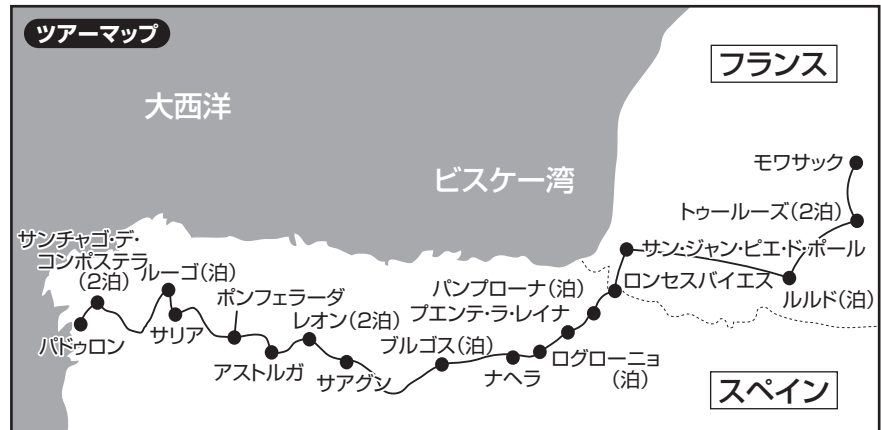 ツアーマップ
フランス
大西洋
ビスケー湾
モワサック
トゥールーズ(2泊)
サン・ジャン・ピエ・ド・ポール
ロンセスバイエス
ルルド(泊)
サンチャゴ・デ・
コンポステラ
(2泊)
ルーゴ(泊)
ポンフェラーダ
パンプローナ(泊)
プエンテ・ラ・レイナ
レオン(2泊)
ブルゴス(泊)
パドゥロン
サリア
アストルガ
サアグン
ナヘラ
ログローニョ
(泊)
スペイン